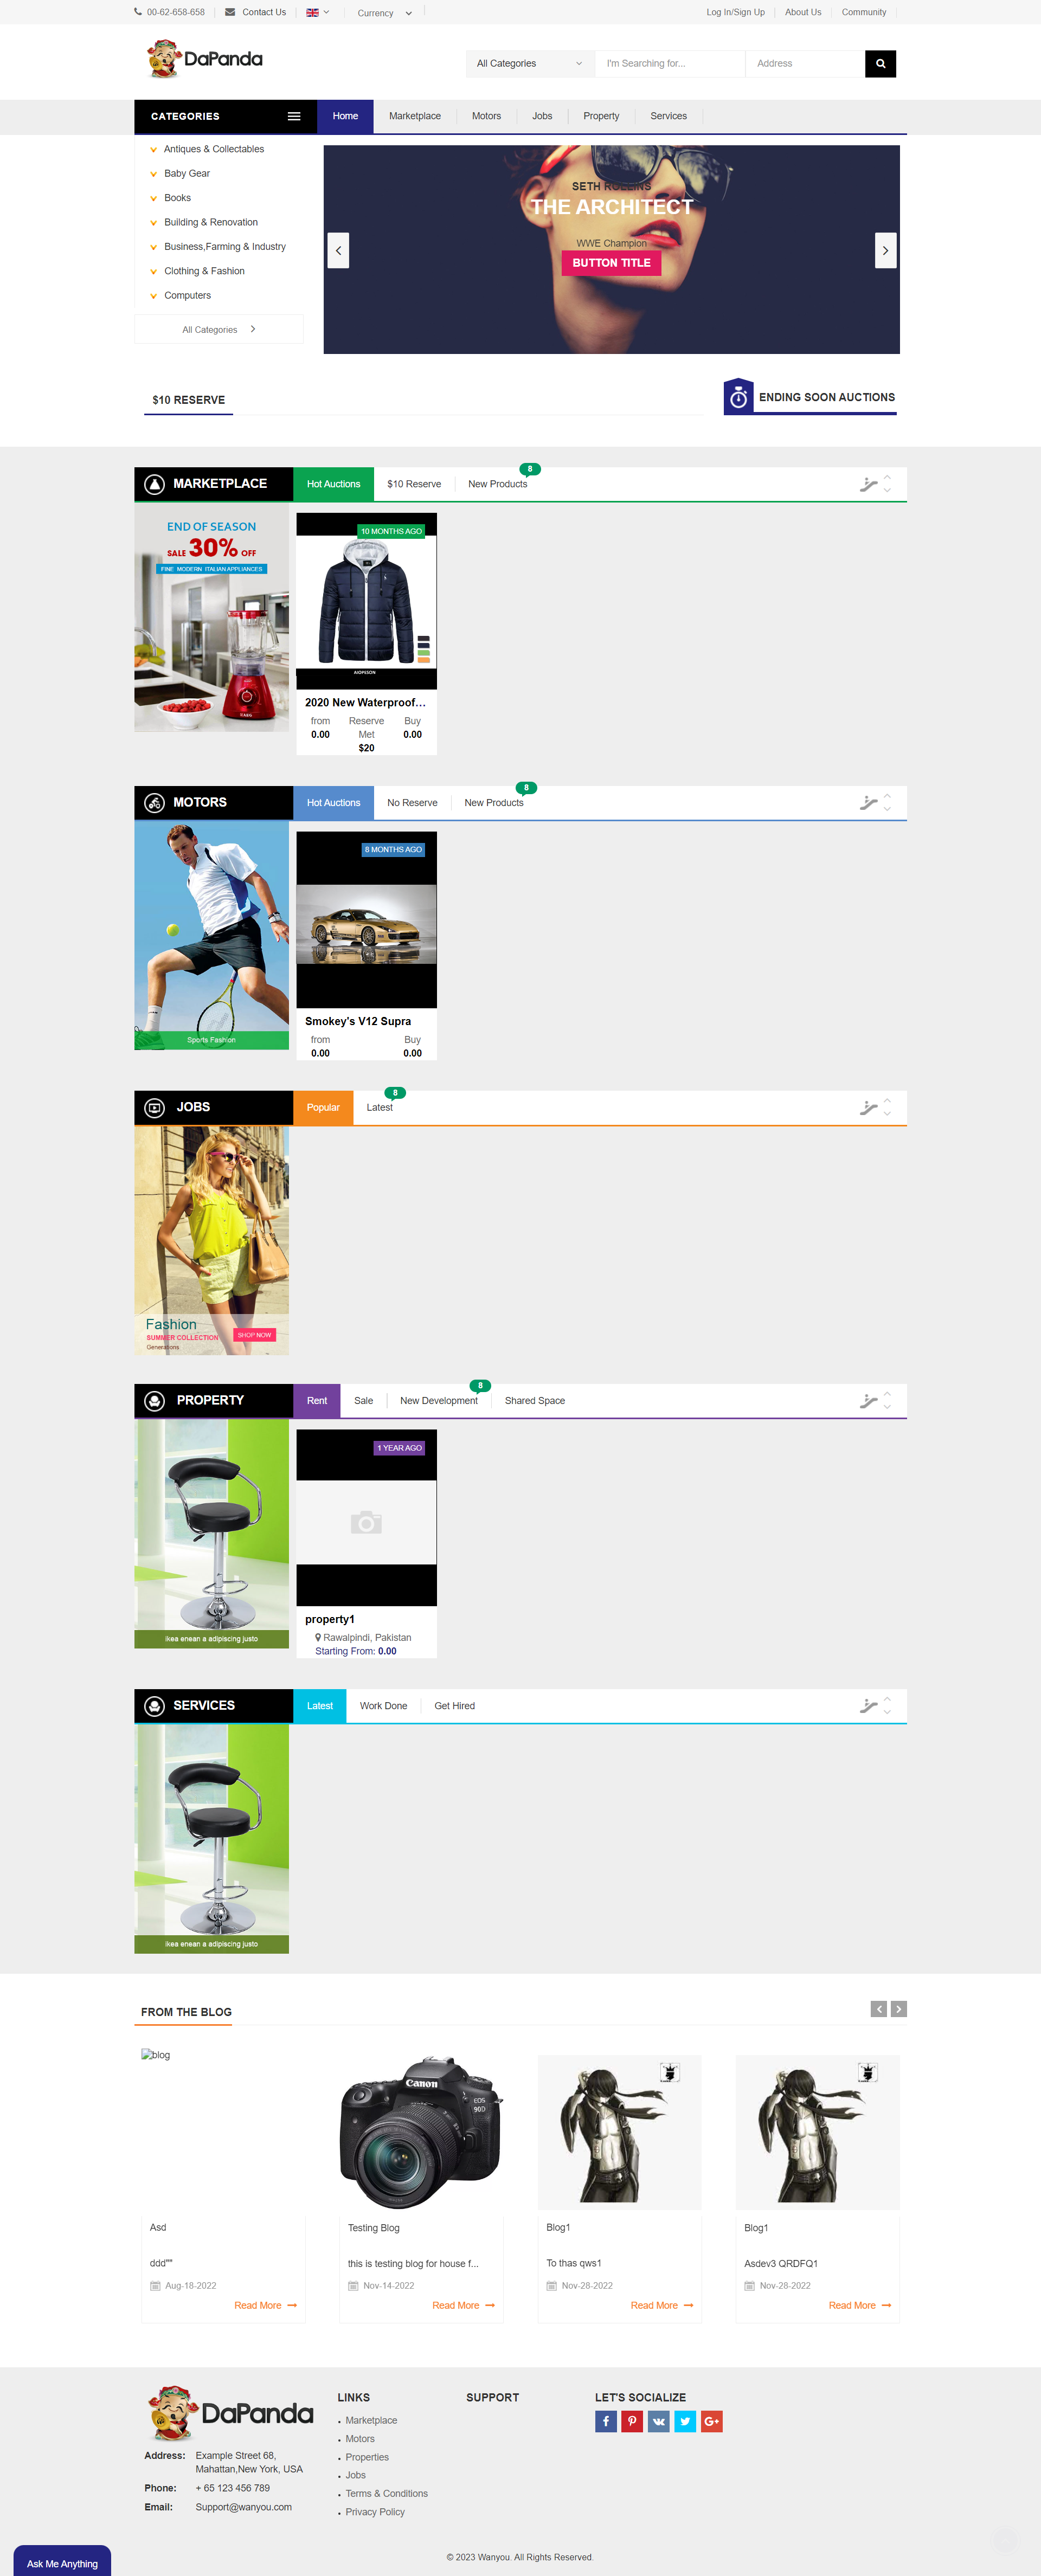 00-62-658-658
Contact Us
Currency
Log In/Sign Up
About Us
Community
DaPanda
All Categories
I'm Searching for...
Address
CATEGORIES
Home
Marketplace
Motors
Jobs
Property
Services
Antiques & Collectables
Baby Gear
Books
Building & Renovation
Business,Farming & Industry
Clothing & Fashion
Computers
All Categories
SETH ROLLINS
THE ARCHITECT
WWE Champion
BUTTON TITLE
$10 RESERVE
ENDING SOON AUCTIONS
MARKETPLACE
Hot Auctions
$10 Reserve
New Products
8
END OF SEASON
SALE 30% OFF
FINE MODERN ITALIAN APPLIANCES
10 MONTHS AGO
AIOPESON
2020 New Waterproof...
from
0.00
Reserve
Met
$20
Buy
0.00
MOTORS
Hot Auctions
No Reserve
New Products
8
Sports Fashion
8 MONTHS AGO
Smokey's V12 Supra
from
0.00
Buy
0.00
JOBS
Popular
Latest
8
Fashion
SUMMER COLLECTION
Generations
SHOP NOW
PROPERTY
Rent
Sale
New Development
8
Shared Space
Ikea enean a adipiscing justo
1 YEAR AGO
property1
Rawalpindi, Pakistan
Starting From: 0.00
SERVICES
Latest
Work Done
Get Hired
Ikea enean a adipiscing justo
FROM THE BLOG
blog
Asd
ddd""
Aug-18-2022
Read More
Canon
EOS
90D
Testing Blog
this is testing blog for house f...
Nov-14-2022
Read More
Blog1
To thas qws1
Nov-28-2022
Read More
Blog1
Asdev3 QRDFQ1
Nov-28-2022
Read More
DaPanda
Address: Example Street 68,
Mahattan,New York, USA
Phone: + 65 123 456 789
Email: Support@wanyou.com
LINKS
Marketplace
Motors
Properties
Jobs
Terms & Conditions
Privacy Policy
SUPPORT
LET'S SOCIALIZE
© 2023 Wanyou. All Rights Reserved.
Ask Me Anything